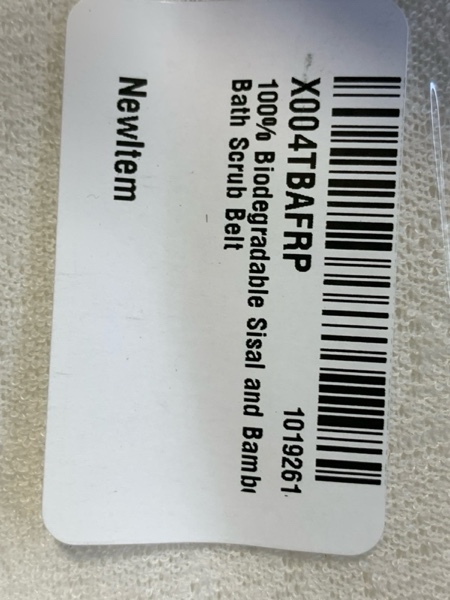 X004TBAFRP 1019261
100% Biodegradable Sisal and Bamb
Bath Scrub Belt
NewItem